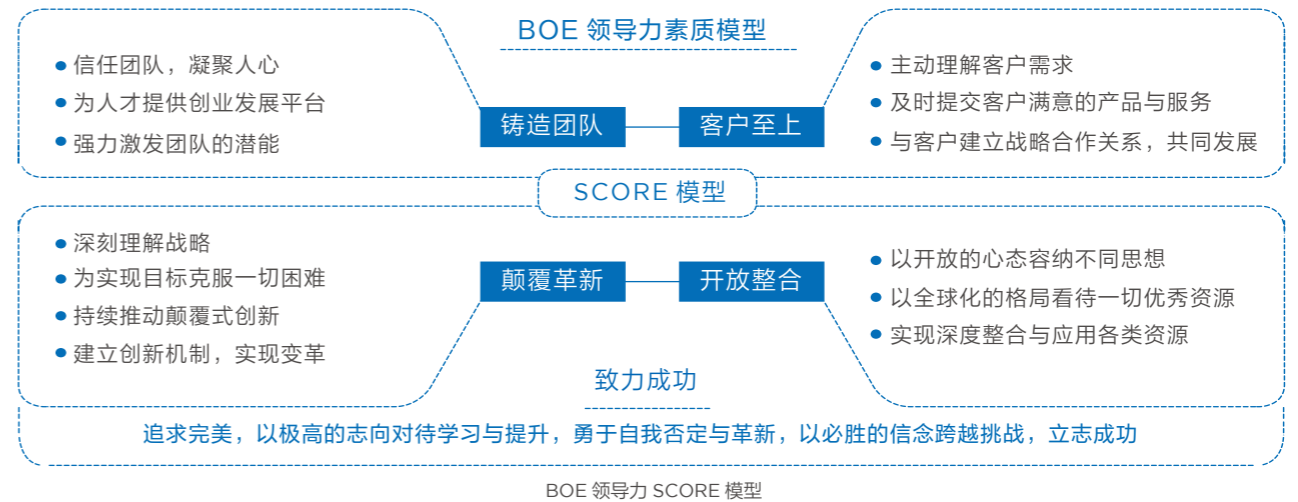 BOE 领导力素质模型
• 信任团队，凝聚人心
• 为人才提供创业发展平台
• 强力激发团队的潜能
铸造团队
客户至上
• 主动理解客户需求
• 及时提交客户满意的产品与服务
• 与客户建立战略合作关系，共同发展
SCORE 模型
• 深刻理解战略
• 为实现目标克服一切困难
• 持续推动颠覆式创新
• 建立创新机制，实现变革
颠覆革新
开放整合
• 以开放的心态容纳不同思想
• 以全球化的格局看待一切优秀资源
• 实现深度整合与应用各类资源
致力成功
追求完美，以极高的志向对待学习与提升，勇于自我否定与革新，以必胜的信念跨越挑战，立志成功
BOE 领导力 SCORE 模型